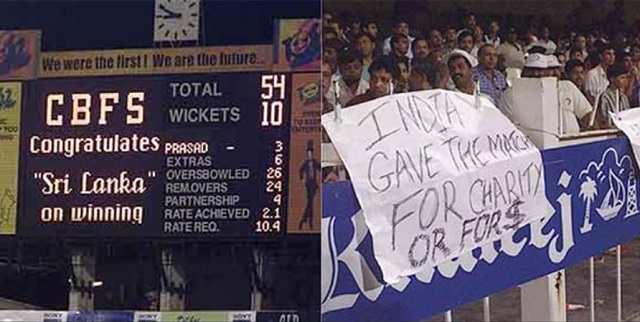 We were the first! We are the future...
CBFS
Congratulates
"Sri Lanka"
on winning
TOTAL 54
WICKETS 10
PRASAD - 3
EXTRAS 6
OVERSBOWLED 26
REM.OVERS 24
PARTNERSHIP 4
RATE ACHIEVED 2.1
RATE REQ. 10.4
INDIA
GAVE THE MATCH
FOR CHARITY
OR FOR $
Khaleej